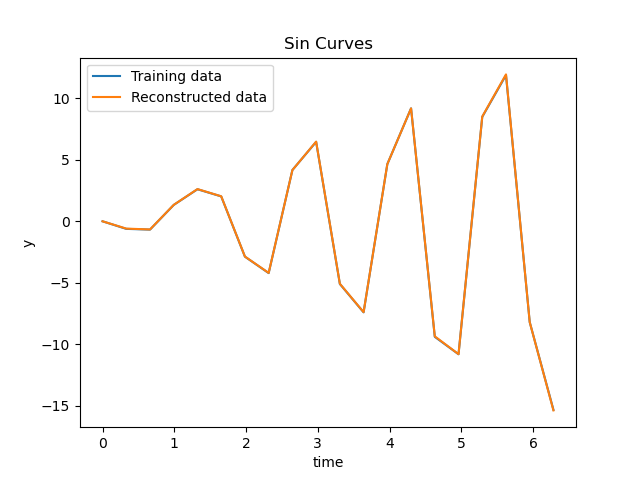 Sin Curves
Training data
Reconstructed data
10
5
0
−5
−10
−15
y
0 1 2 3 4 5 6
time